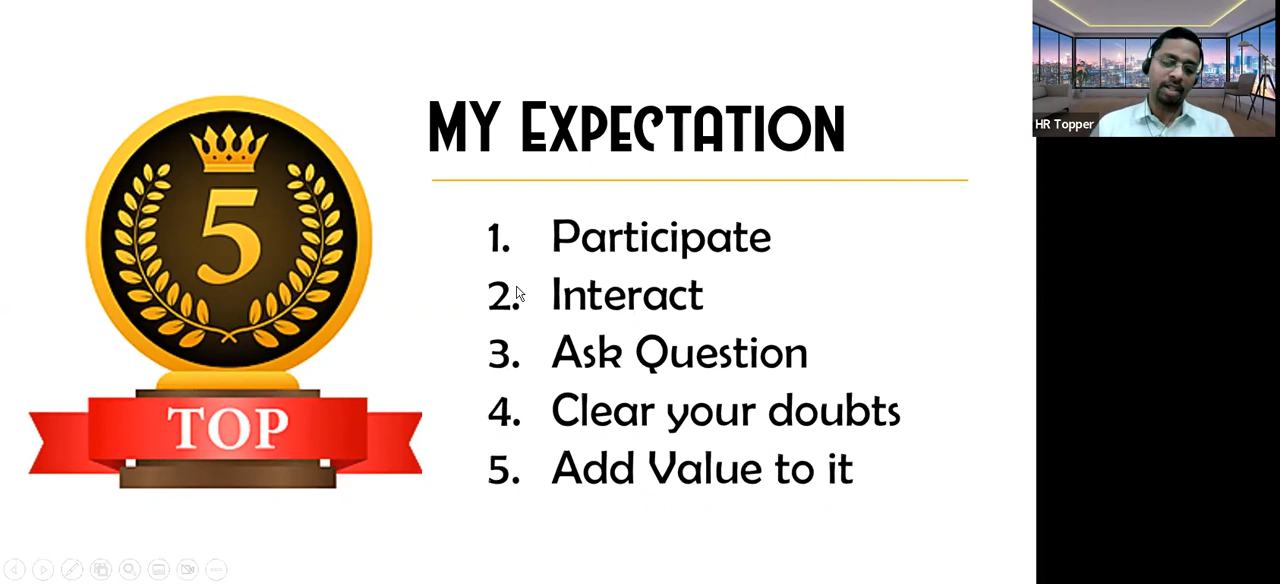 MY EXPECTATION
5
TOP
1. Participate
2. Interact
3. Ask Question
4. Clear your doubts
5. Add Value to it
HR Topper